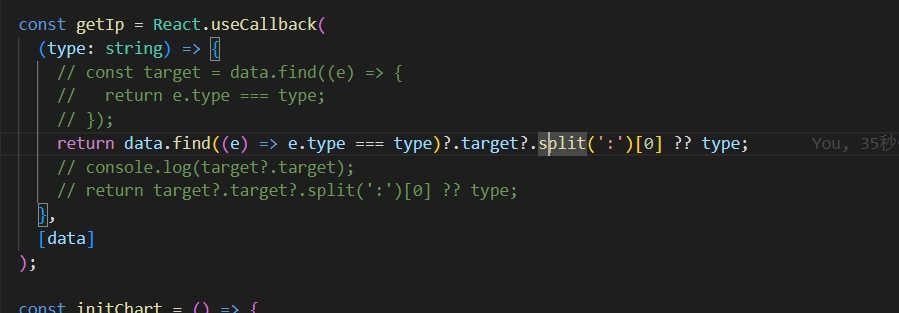 const getIp = React.useCallback(
(type: string) => {
// const target = data.find((e) => {
//   return e.type === type;
// });
return data.find((e) => e.type === type)?.target?.split(':')[0] ?? type; You, 35秒
// console.log(target?.target);
// return target?.target?.split(':')[0] ?? type;
},
[data]
);
const initChart = () => {